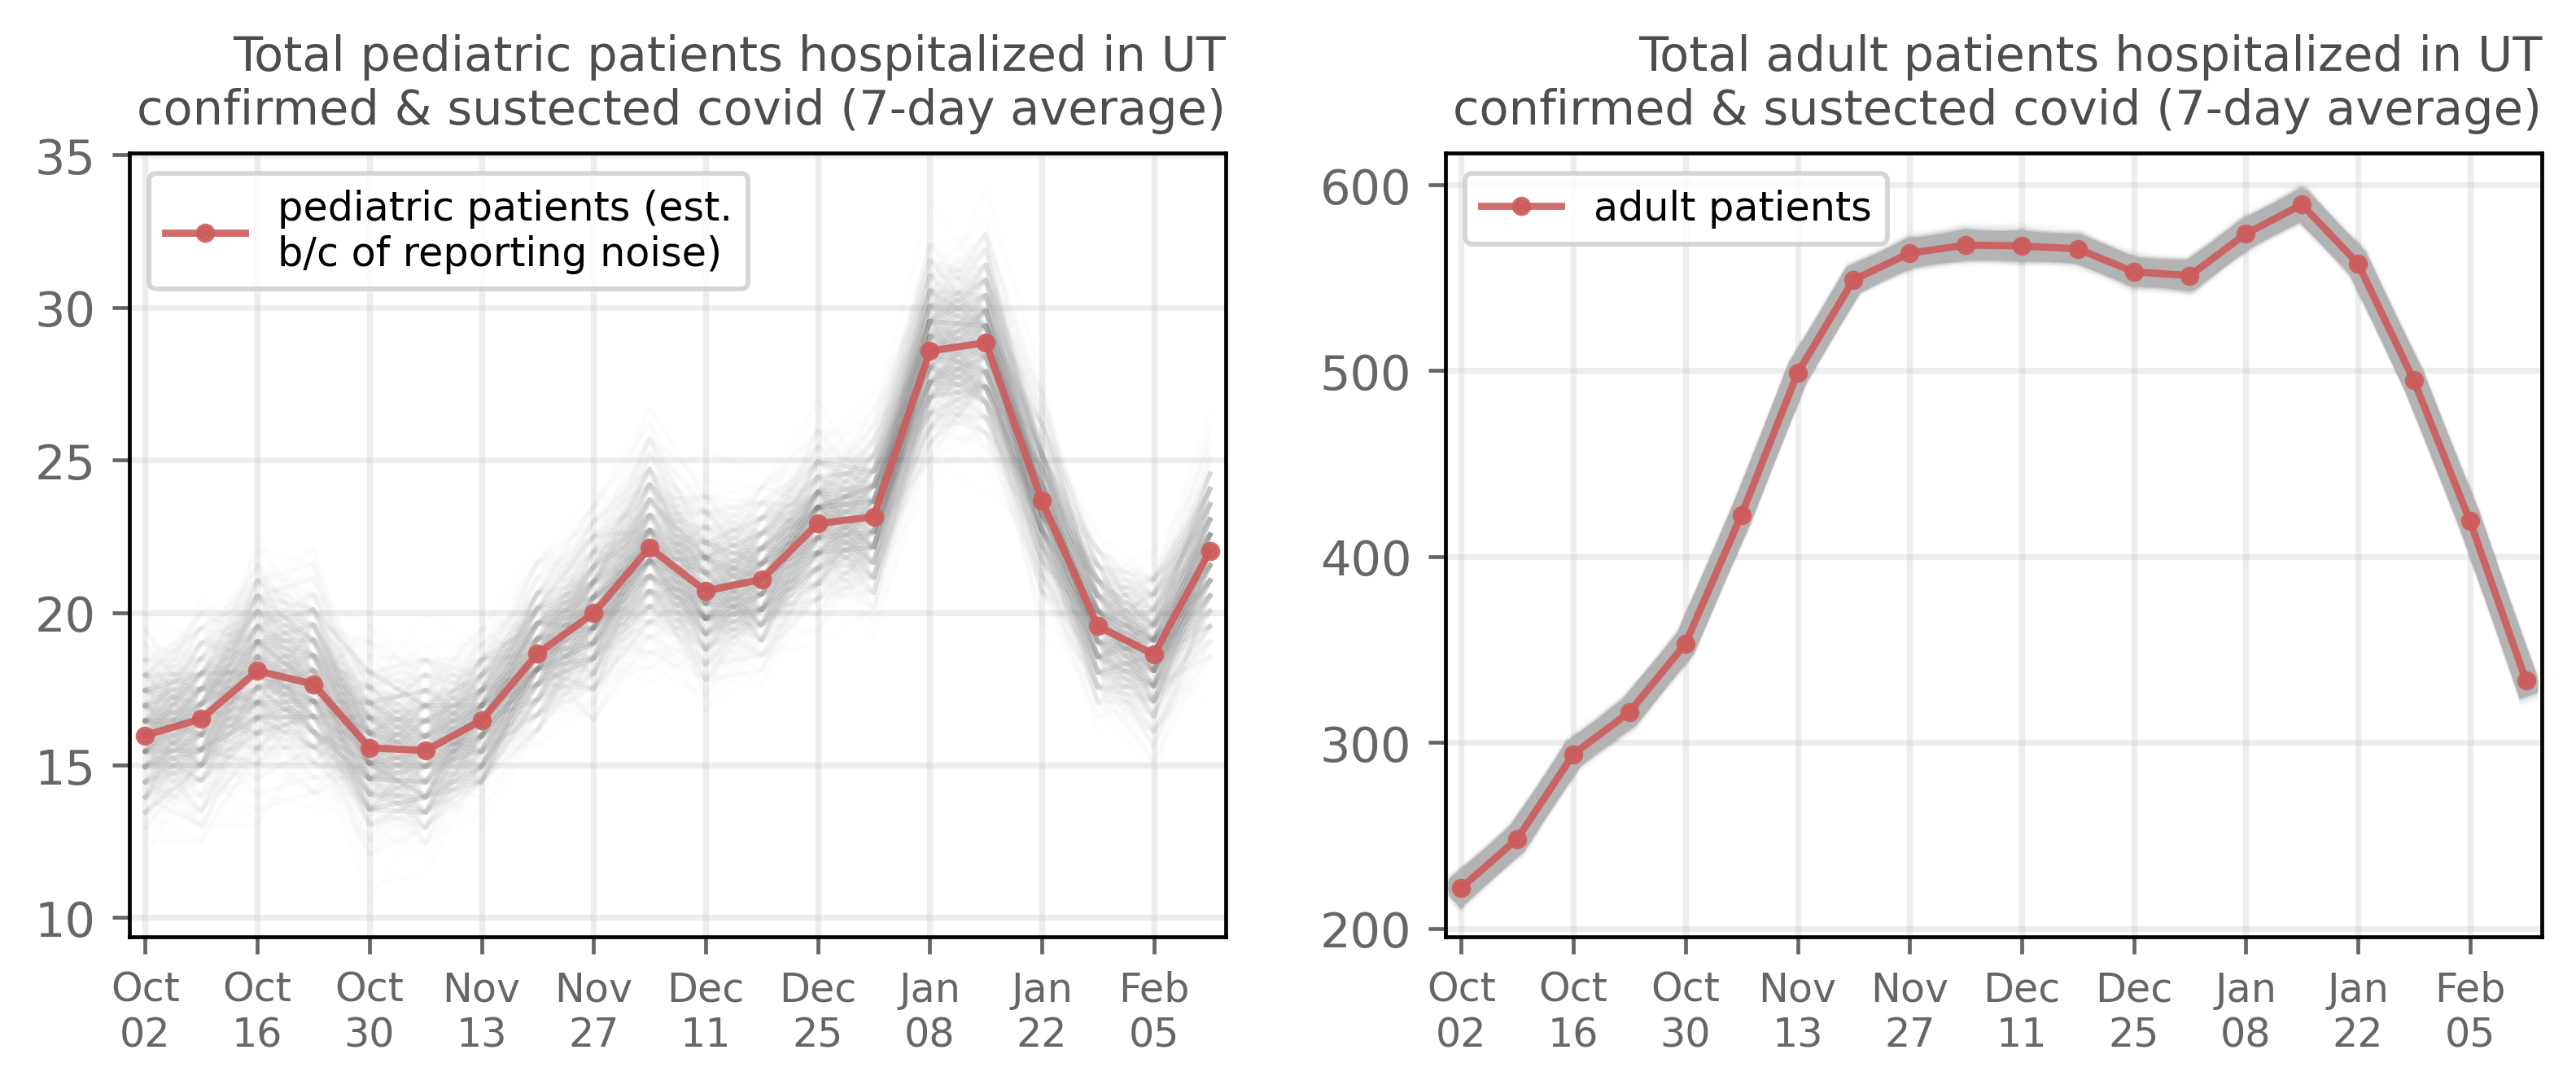 Total pediatric patients hospitalized in UT
confirmed & sustected covid (7-day average)
35
30
25
20
15
10
pediatric patients (est.
b/c of reporting noise)
Oct Oct Oct Nov Nov Dec Dec Jan Jan Feb
02 16 30 13 27 11 25 08 22 05
Total adult patients hospitalized in UT
confirmed & sustected covid (7-day average)
600
500
400
300
200
adult patients
Oct Oct Oct Nov Nov Dec Dec Jan Jan Feb
02 16 30 13 27 11 25 08 22 05